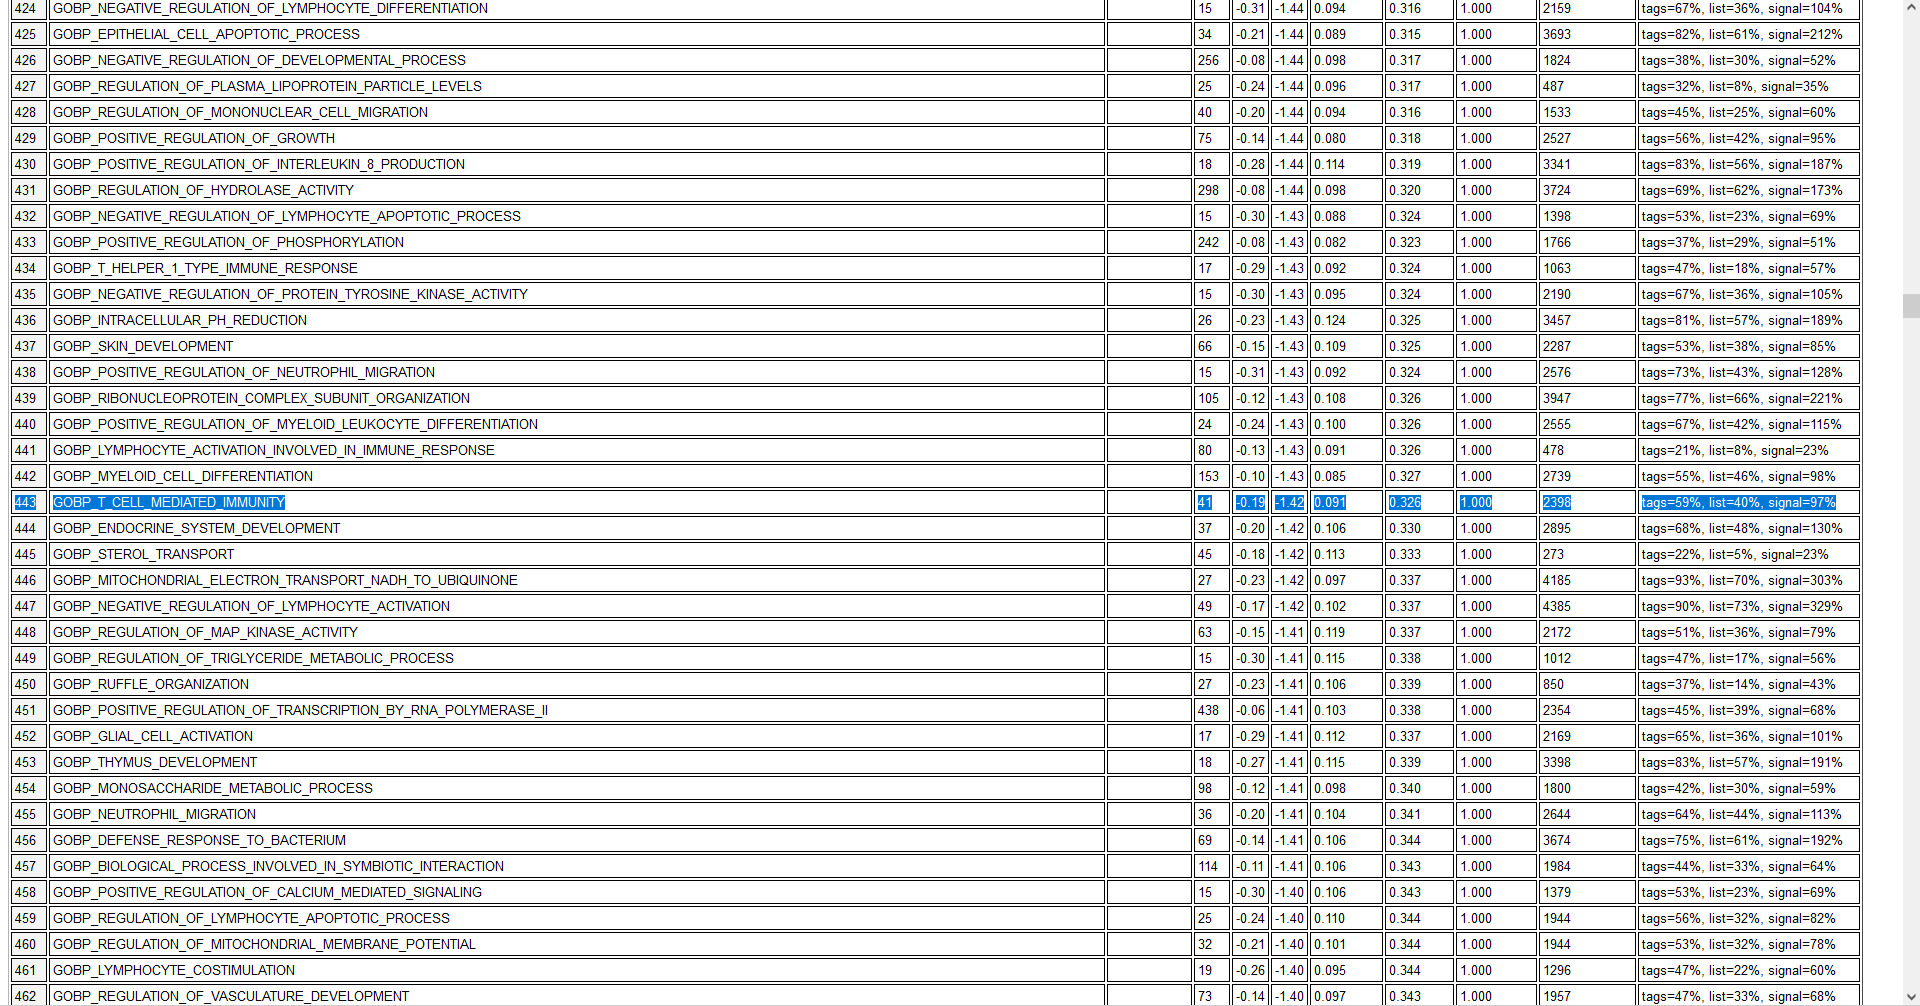 424 GOBP_NEGATIVE_REGULATION_OF_LYMPHOCYTE_DIFFERENTIATION 15 -0.31 -1.44 0.094 0.316 1.000 2159 tags=67%, list=36%, signal=104%
425 GOBP_EPITHELIAL_CELL_APOPTOTIC_PROCESS 34 -0.21 -1.44 0.089 0.315 1.000 3693 tags=82%, list=61%, signal=212%
426 GOBP_NEGATIVE_REGULATION_OF_DEVELOPMENTAL_PROCESS 256 -0.08 -1.44 0.098 0.317 1.000 1824 tags=38%, list=30%, signal=52%
427 GOBP_REGULATION_OF_PLASMA_LIPOPROTEIN_PARTICLE_LEVELS 25 -0.24 -1.44 0.096 0.317 1.000 487 tags=32%, list=8%, signal=35%
428 GOBP_REGULATION_OF_MONONUCLEAR_CELL_MIGRATION 40 -0.20 -1.44 0.094 0.316 1.000 1533 tags=45%, list=25%, signal=60%
429 GOBP_POSITIVE_REGULATION_OF_GROWTH 75 -0.14 -1.44 0.080 0.318 1.000 2527 tags=56%, list=42%, signal=95%
430 GOBP_POSITIVE_REGULATION_OF_INTERLEUKIN_8_PRODUCTION 18 -0.28 -1.44 0.114 0.319 1.000 3341 tags=83%, list=56%, signal=187%
431 GOBP_REGULATION_OF_HYDROLASE_ACTIVITY 298 -0.08 -1.44 0.098 0.320 1.000 3724 tags=69%, list=62%, signal=173%
432 GOBP_NEGATIVE_REGULATION_OF_LYMPHOCYTE_APOPTOTIC_PROCESS 15 -0.30 -1.43 0.088 0.324 1.000 1398 tags=53%, list=23%, signal=69%
433 GOBP_POSITIVE_REGULATION_OF_PHOSPHORYLATION 242 -0.08 -1.43 0.082 0.323 1.000 1766 tags=37%, list=29%, signal=51%
434 GOBP_T_HELPER_1_TYPE_IMMUNE_RESPONSE 17 -0.29 -1.43 0.092 0.324 1.000 1063 tags=47%, list=18%, signal=57%
435 GOBP_NEGATIVE_REGULATION_OF_PROTEIN_TYROSINE_KINASE_ACTIVITY 15 -0.30 -1.43 0.095 0.324 1.000 2190 tags=67%, list=36%, signal=105%
436 GOBP_INTRACELLULAR_PH_REDUCTION 26 -0.23 -1.43 0.124 0.325 1.000 3457 tags=81%, list=57%, signal=189%
437 GOBP_SKIN_DEVELOPMENT 66 -0.15 -1.43 0.109 0.325 1.000 2287 tags=53%, list=38%, signal=85%
438 GOBP_POSITIVE_REGULATION_OF_NEUTROPHIL_MIGRATION 15 -0.31 -1.43 0.092 0.324 1.000 2576 tags=73%, list=43%, signal=128%
439 GOBP_RIBONUCLEOPROTEIN_COMPLEX_SUBUNIT_ORGANIZATION 105 -0.12 -1.43 0.108 0.326 1.000 3947 tags=77%, list=66%, signal=221%
440 GOBP_POSITIVE_REGULATION_OF_MYELOID_LEUKOCYTE_DIFFERENTIATION 24 -0.24 -1.43 0.100 0.326 1.000 2555 tags=67%, list=42%, signal=115%
441 GOBP_LYMPHOCYTE_ACTIVATION_INVOLVED_IN_IMMUNE_RESPONSE 80 -0.13 -1.43 0.091 0.326 1.000 478 tags=21%, list=8%, signal=23%
442 GOBP_MYELOID_CELL_DIFFERENTIATION 153 -0.10 -1.43 0.085 0.327 1.000 2739 tags=55%, list=46%, signal=98%
443 GOBP_T_CELL_MEDIATED_IMMUNITY 41 -0.19 -1.42 0.091 0.326 1.000 2398 tags=59%, list=40%, signal=97%
444 GOBP_ENDOCRINE_SYSTEM_DEVELOPMENT 37 -0.20 -1.42 0.106 0.330 1.000 2895 tags=68%, list=48%, signal=130%
445 GOBP_STEROL_TRANSPORT 45 -0.18 -1.42 0.113 0.333 1.000 273 tags=22%, list=5%, signal=23%
446 GOBP_MITOCHONDRIAL_ELECTRON_TRANSPORT_NADH_TO_UBIQUINONE 27 -0.23 -1.42 0.097 0.337 1.000 4185 tags=93%, list=70%, signal=303%
447 GOBP_NEGATIVE_REGULATION_OF_LYMPHOCYTE_ACTIVATION 49 -0.17 -1.42 0.102 0.337 1.000 4385 tags=90%, list=73%, signal=329%
448 GOBP_REGULATION_OF_MAP_KINASE_ACTIVITY 63 -0.15 -1.41 0.119 0.337 1.000 2172 tags=51%, list=36%, signal=79%
449 GOBP_REGULATION_OF_TRIGLYCERIDE_METABOLIC_PROCESS 15 -0.30 -1.41 0.115 0.338 1.000 1012 tags=47%, list=17%, signal=56%
450 GOBP_RUFFLE_ORGANIZATION 27 -0.23 -1.41 0.106 0.339 1.000 850 tags=37%, list=14%, signal=43%
451 GOBP_POSITIVE_REGULATION_OF_TRANSCRIPTION_BY_RNA_POLYMERASE_II 438 -0.06 -1.41 0.103 0.338 1.000 2354 tags=45%, list=39%, signal=68%
452 GOBP_GLIAL_CELL_ACTIVATION 17 -0.29 -1.41 0.112 0.337 1.000 2169 tags=65%, list=36%, signal=101%
453 GOBP_THYMUS_DEVELOPMENT 18 -0.27 -1.41 0.115 0.339 1.000 3398 tags=83%, list=57%, signal=191%
454 GOBP_MONOSACCHARIDE_METABOLIC_PROCESS 98 -0.12 -1.41 0.098 0.340 1.000 1800 tags=42%, list=30%, signal=59%
455 GOBP_NEUTROPHIL_MIGRATION 36 -0.20 -1.41 0.104 0.341 1.000 2644 tags=64%, list=44%, signal=113%
456 GOBP_DEFENSE_RESPONSE_TO_BACTERIUM 69 -0.14 -1.41 0.106 0.344 1.000 3674 tags=75%, list=61%, signal=192%
457 GOBP_BIOLOGICAL_PROCESS_INVOLVED_IN_SYMBIOTIC_INTERACTION 114 -0.11 -1.41 0.106 0.343 1.000 1984 tags=44%, list=33%, signal=64%
458 GOBP_POSITIVE_REGULATION_OF_CALCIUM_MEDIATED_SIGNALING 15 -0.30 -1.40 0.106 0.343 1.000 1379 tags=53%, list=23%, signal=69%
459 GOBP_REGULATION_OF_LYMPHOCYTE_APOPTOTIC_PROCESS 25 -0.24 -1.40 0.110 0.344 1.000 1944 tags=56%, list=32%, signal=82%
460 GOBP_REGULATION_OF_MITOCHONDRIAL_MEMBRANE_POTENTIAL 32 -0.21 -1.40 0.101 0.344 1.000 1944 tags=53%, list=32%, signal=78%
461 GOBP_LYMPHOCYTE_COSTIMULATION 19 -0.26 -1.40 0.095 0.344 1.000 1296 tags=47%, list=22%, signal=60%
462 GOBP_REGULATION_OF_VASCULATURE_DEVELOPMENT 73 -0.14 -1.40 0.097 0.343 1.000 1957 tags=47%, list=33%, signal=68%